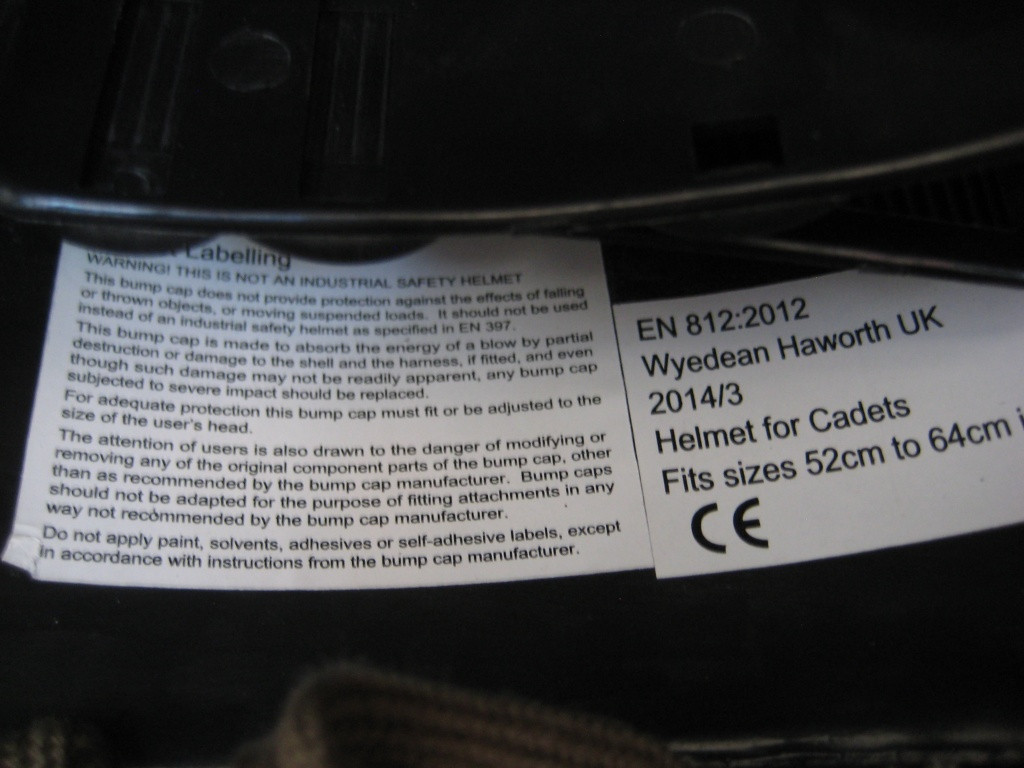 Labelling
WARNING! THIS IS NOT AN INDUSTRIAL SAFETY HELMET
This bump cap does not provide protection against the effects of falling
or thrown objects, or moving suspended loads. It should not be used
instead of an industrial safety helmet as specified in EN 397.
This bump cap is made to absorb the energy of a blow by partial
destruction or damage to the shell and the harness, if fitted, and even
though such damage may not be readily apparent, any bump cap
subjected to severe impact should be replaced.
For adequate protection this bump cap must fit or be adjusted to the
size of the user's head.
The attention of users is also drawn to the danger of modifying or
removing any of the original component parts of the bump cap, other
than as recommended by the bump cap manufacturer. Bump caps
should not be adapted for the purpose of fitting attachments in any
way not recommended by the bump cap manufacturer.
Do not apply paint, solvents, adhesives or self-adhesive labels, except
in accordance with instructions from the bump cap manufacturer.
EN 812:2012
Wyedean Haworth UK
2014/3
Helmet for Cadets
Fits sizes 52cm to 64cm
CE